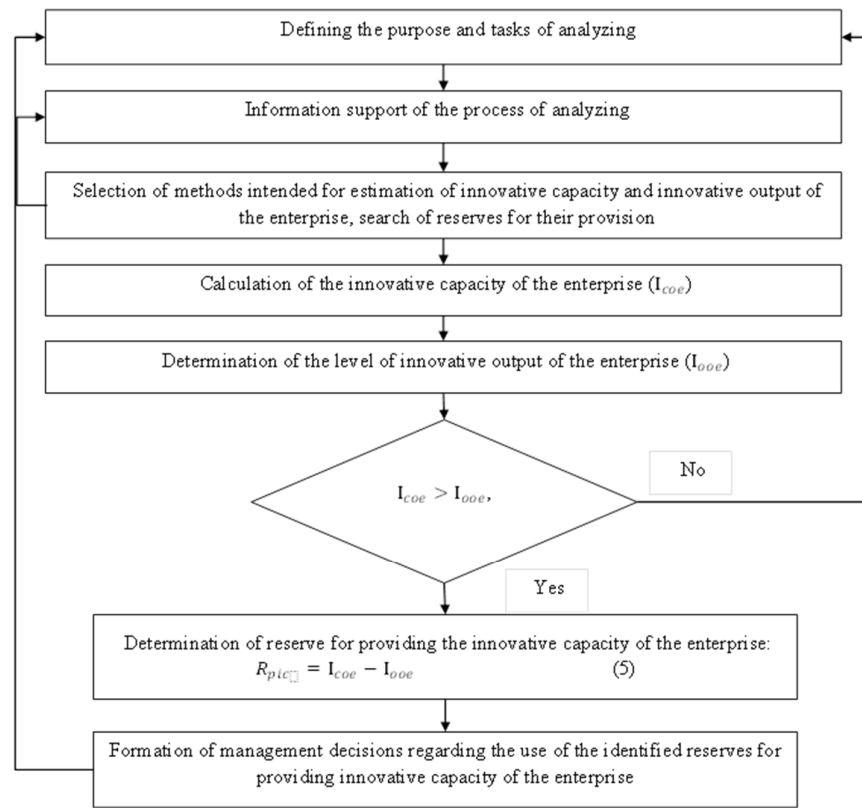 Defining the purpose and tasks of analyzing
Information support of the process of analyzing
Selection of methods intended for estimation of innovative capacity and innovative output of
the enterprise, search of reserves for their provision
Calculation of the innovative capacity of the enterprise (I_coe)
Determination of the level of innovative output of the enterprise (I_ooe)
I_coe > I_ooe,
No
Yes
Determination of reserve for providing the innovative capacity of the enterprise:
R_pic = I_coe − I_ooe (5)
Formation of management decisions regarding the use of the identified reserves for
providing innovative capacity of the enterprise